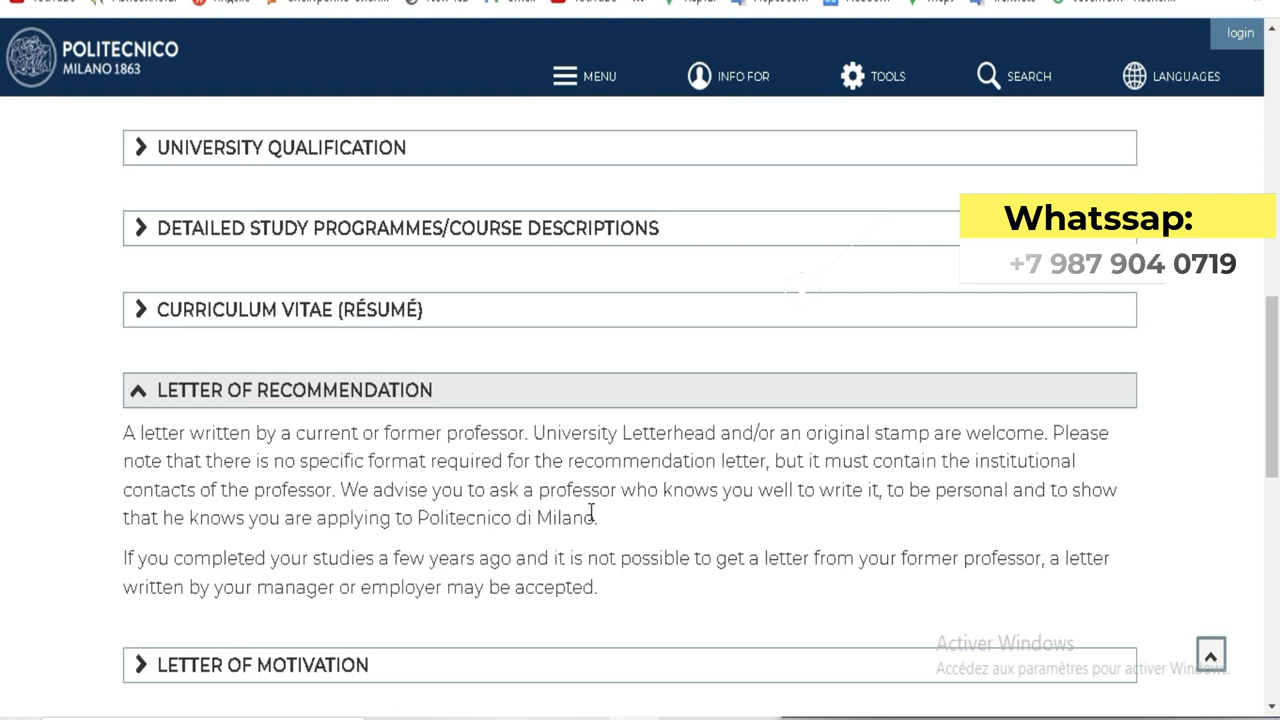 login
POLITECNICO
MILANO 1863
MENU
INFO FOR
TOOLS
SEARCH
LANGUAGES
UNIVERSITY QUALIFICATION
Whatssap:
DETAILED STUDY PROGRAMMES/COURSE DESCRIPTIONS
+7 987 904 0719
CURRICULUM VITAE (RÉSUMÉ)
LETTER OF RECOMMENDATION
A letter written by a current or former professor. University Letterhead and/or an original stamp are welcome. Please
note that there is no specific format required for the recommendation letter, but it must contain the institutional
contacts of the professor. We advise you to ask a professor who knows you well to write it, to be personal and to show
that he knows you are applying to Politecnico di Milano.
If you completed your studies a few years ago and it is not possible to get a letter from your former professor, a letter
written by your manager or employer may be accepted.
Activer Windows
LETTER OF MOTIVATION
Accédez aux paramètres pour activer Windows.